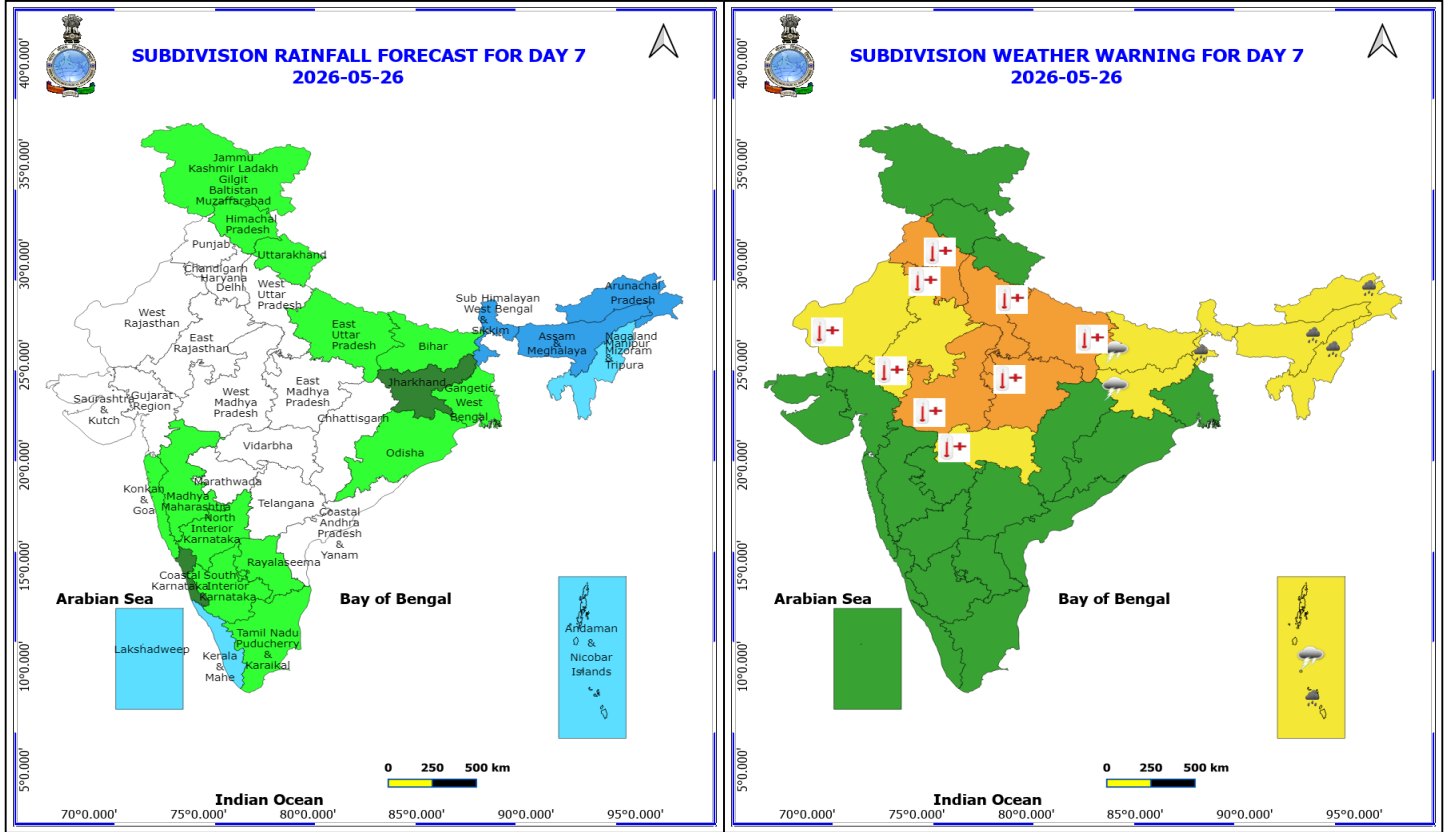 SUBDIVISION RAINFALL FORECAST FOR DAY 7
2026-05-26
40°0.000'
35°0.000'
30°0.000'
25°0.000'
20°0.000'
15°0.000'
10°0.000'
5°0.000'
Jammu
Kashmir Ladakh
Gilgit
Baltistan
Muzaffarabad
Himachal
Pradesh
Punjab
Uttarakhand
Chandigarh
Haryana
Delhi
West
Uttar
Pradesh
West
Rajasthan
East
Rajasthan
East
Uttar
Pradesh
Bihar
Sub Himalayan
West Bengal
&
Sikkim
Arunachal
Pradesh
Assam
&
Meghalaya
Nagaland
Manipur
Mizoram
&
Tripura
Jharkhand
Gangetic
West
Bengal
Saurashtra
&
Kutch
Gujarat
Region
West
Madhya
Pradesh
East
Madhya
Pradesh
Chhattisgarh
Vidarbha
Odisha
Konkan
&
Goa
Madhya
Maharashtra
Marathwada
Telangana
North
Interior
Karnataka
Coastal
Andhra
Pradesh
&
Yanam
Rayalaseema
Coastal
Karnataka
South
Interior
Karnataka
Tamil Nadu
Puducherry
&
Karaikal
Kerala
&
Mahe
Lakshadweep
Andaman
&
Nicobar
Islands
Arabian Sea
Bay of Bengal
Indian Ocean
0 250 500 km
70°0.000' 75°0.000' 80°0.000' 85°0.000' 90°0.000' 95°0.000'
SUBDIVISION WEATHER WARNING FOR DAY 7
2026-05-26
40°0.000'
35°0.000'
30°0.000'
25°0.000'
20°0.000'
15°0.000'
10°0.000'
5°0.000'
Arabian Sea
Bay of Bengal
Indian Ocean
0 250 500 km
70°0.000' 75°0.000' 80°0.000' 85°0.000' 90°0.000' 95°0.000'